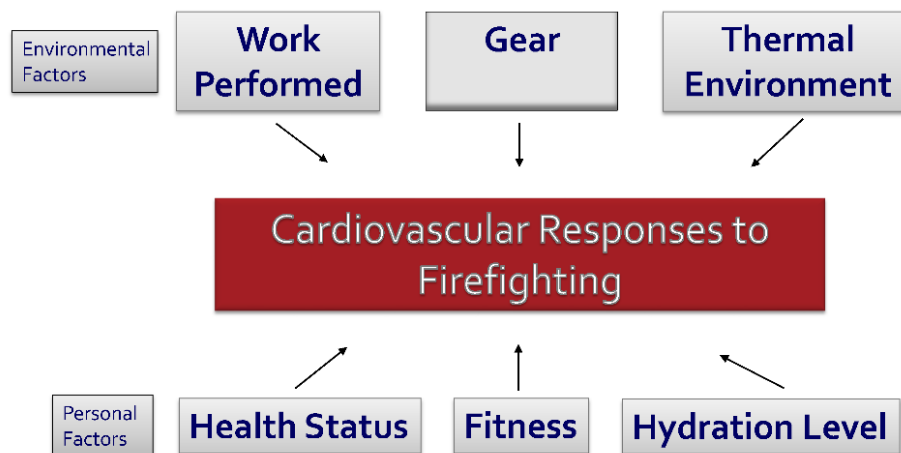 Environmental
Factors
Work
Performed
Gear
Thermal
Environment
Cardiovascular Responses to
Firefighting
Personal
Factors
Health Status
Fitness
Hydration Level